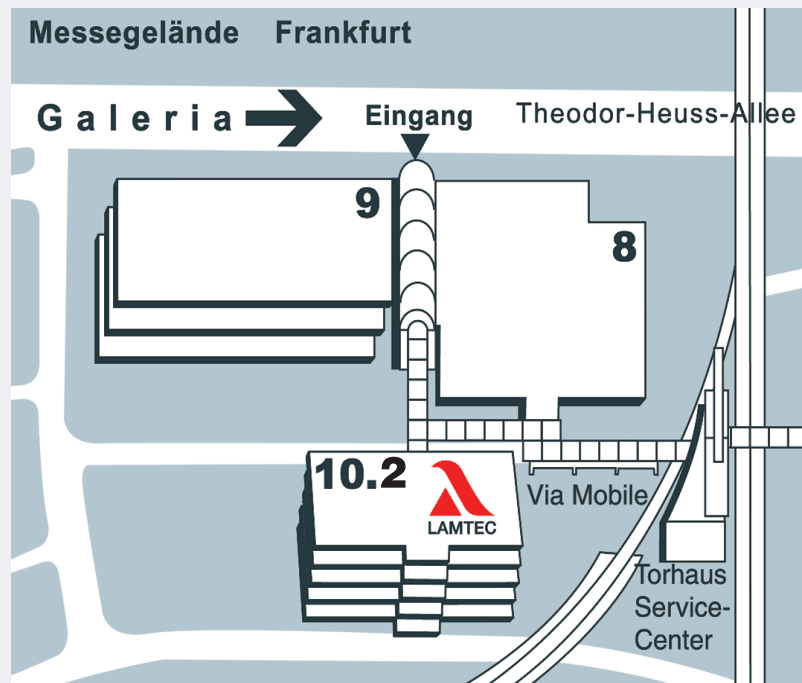 Messegelände Frankfurt
Galeria
Eingang
Theodor-Heuss-Allee
9
8
10.2
LAMTEC
Via Mobile
Torhaus
Service-
Center